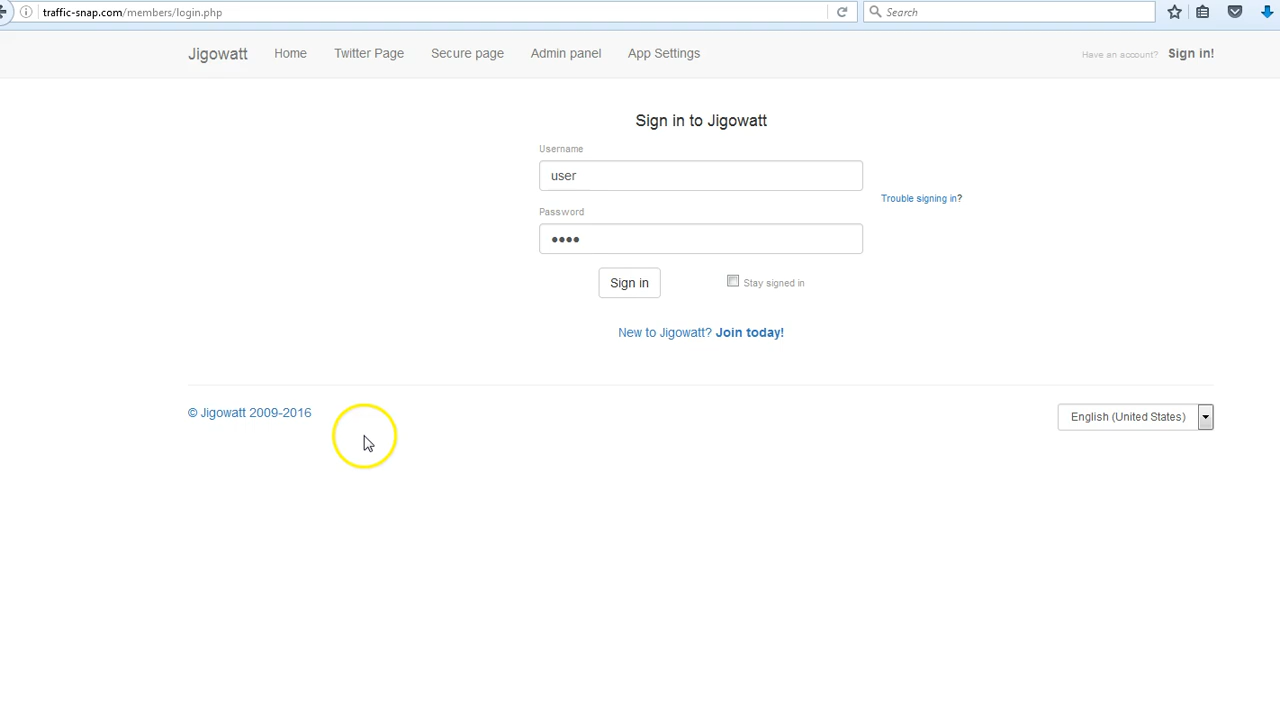 traffic-snap.com/members/login.php
Search
Jigowatt Home Twitter Page Secure page Admin panel App Settings Have an account? Sign in!
Sign in to Jigowatt
Username
user
Trouble signing in?
Password
••••
Sign in Stay signed in
New to Jigowatt? Join today!
© Jigowatt 2009-2016
English (United States)